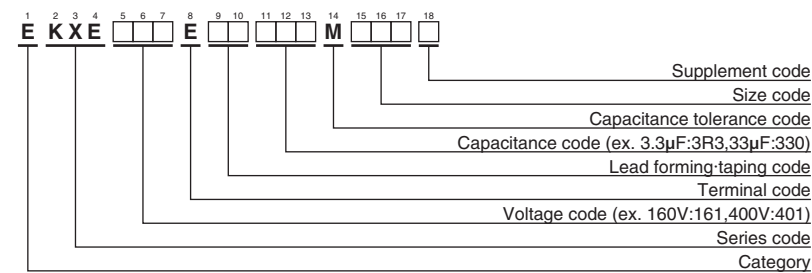 1 2 3 4 5 6 7 8 9 10 11 12 13 14 15 16 17 18
E K X E □□□ E □□ □□□ M □□□ □
Supplement code
Size code
Capacitance tolerance code
Capacitance code (ex. 3.3μF:3R3,33μF:330)
Lead forming·taping code
Terminal code
Voltage code (ex. 160V:161,400V:401)
Series code
Category